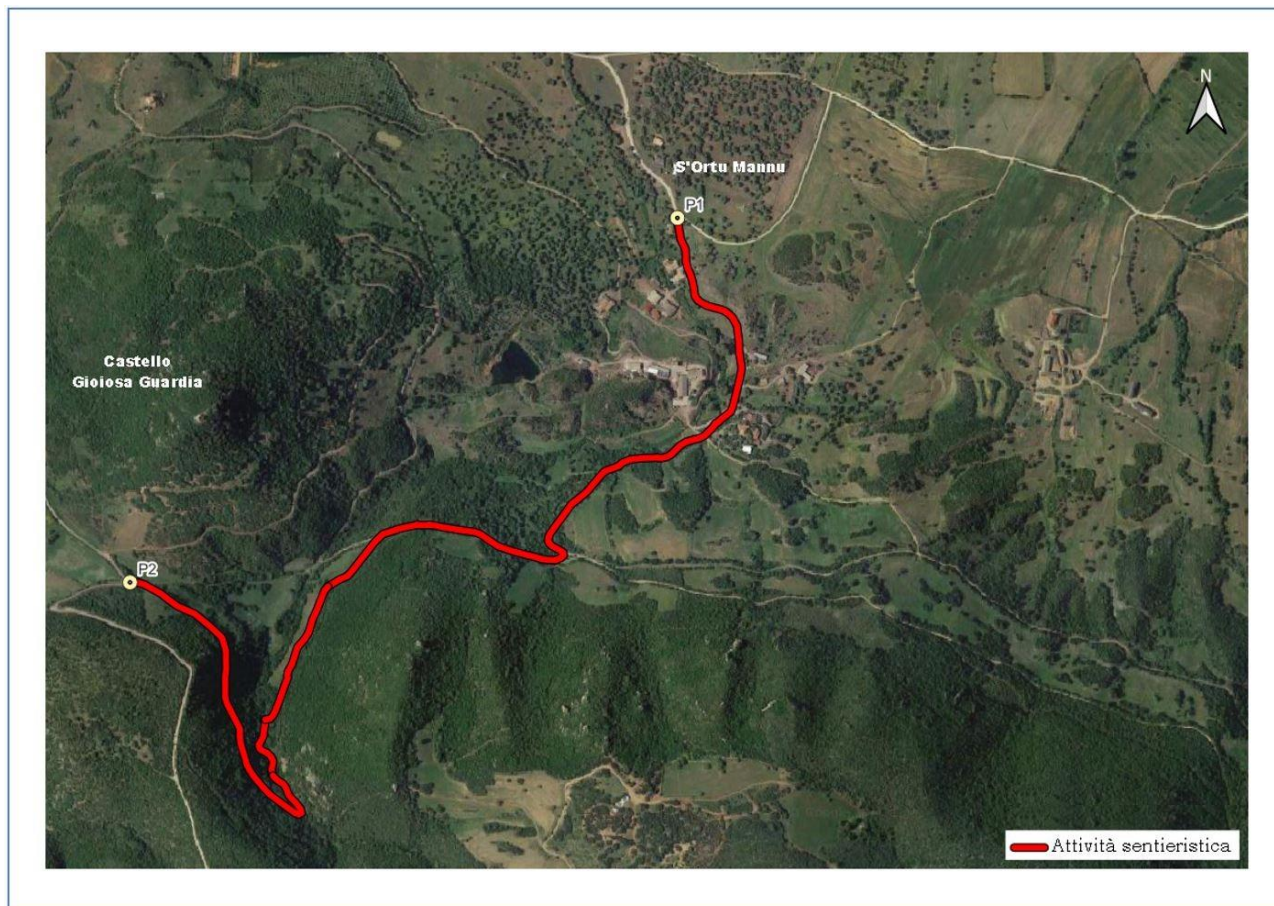 N
S'Ortu Mannu
P1
Castello
Gioiosa Guardia
P2
Attività sentieristica